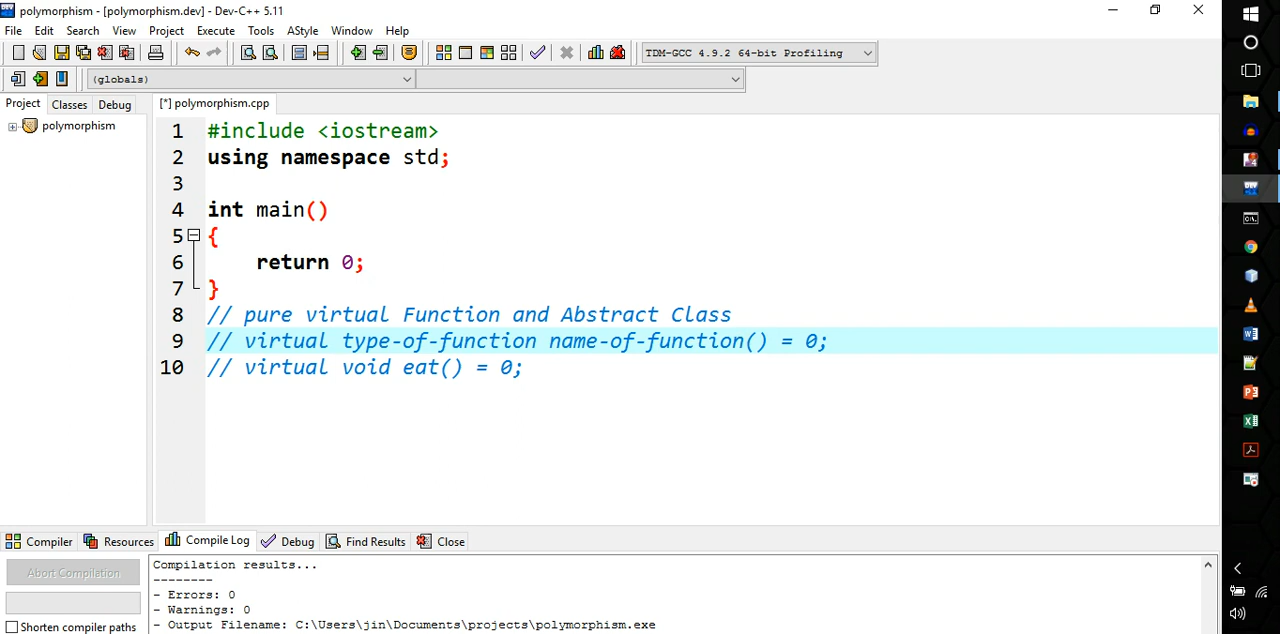 polymorphism - [polymorphism.dev] - Dev-C++ 5.11
File Edit Search View Project Execute Tools AStyle Window Help
TDM-GCC 4.9.2 64-bit Profiling
(globals)
Project Classes Debug [*] polymorphism.cpp
polymorphism
1 #include <iostream>
2 using namespace std;
3
4 int main()
5 {
6 return 0;
7 }
8 // pure virtual Function and Abstract Class
9 // virtual type-of-function name-of-function() = 0;
10 // virtual void eat() = 0;
Compiler Resources Compile Log Debug Find Results Close
Abort Compilation
Shorten compiler paths
Compilation results...
--------
- Errors: 0
- Warnings: 0
- Output Filename: C:\Users\jin\Documents\projects\polymorphism.exe